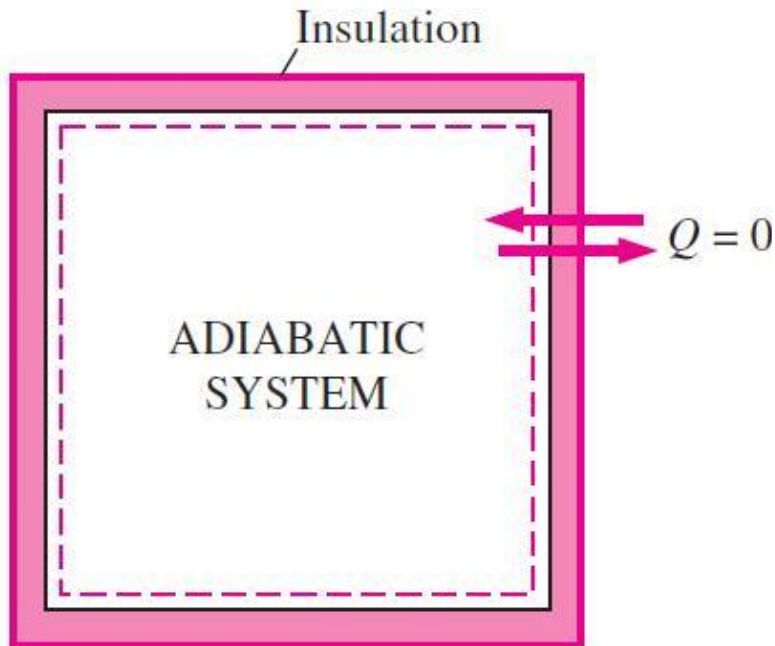 Insulation
Q = 0
ADIABATIC
SYSTEM